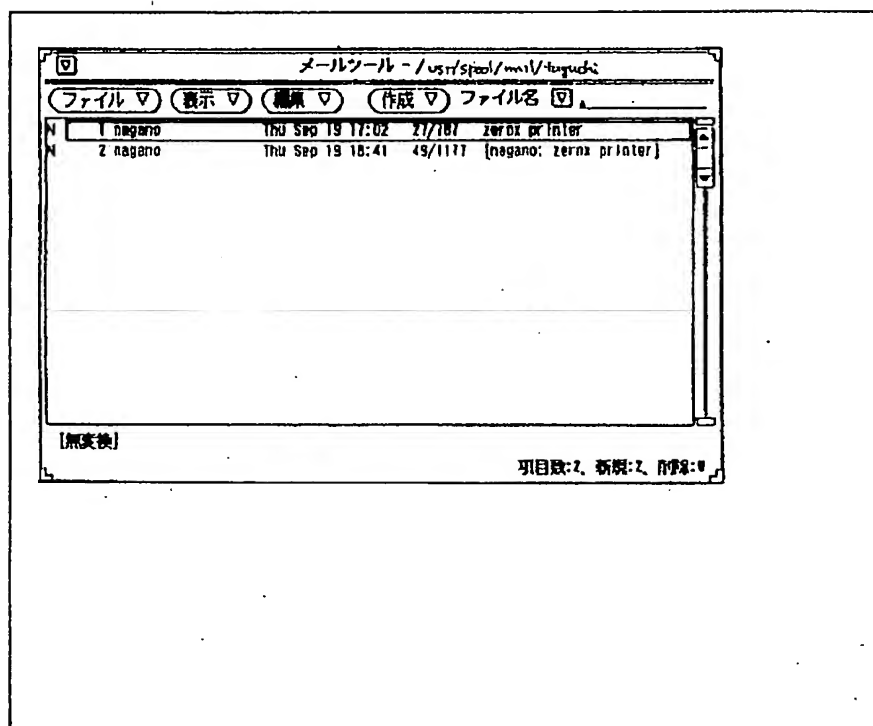 メールツール - /usr/spool/mail/taguchi
ファイル ▽ 表示 ▽ 編集 ▽ 作成 ▽ ファイル名 ▽
N 1 nagano Thu Sep 19 17:02 27/787 zerox printer
N 2 nagano Thu Sep 19 18:41 49/1177 [nagano: zerox printer]
[無変換]
項目数:2、新規:2、削除:0